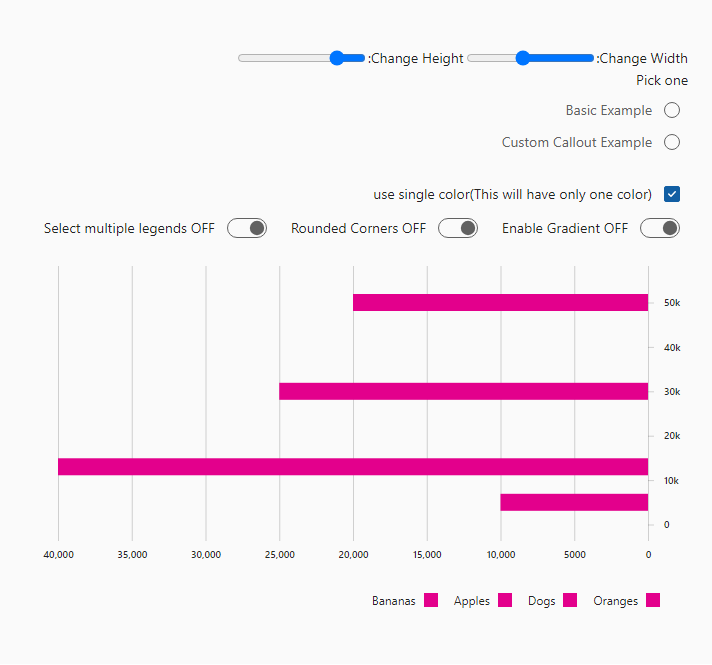 :Change Width :Change Height
Pick one
Basic Example
Custom Callout Example
use single color(This will have only one color)
Enable Gradient OFF Rounded Corners OFF Select multiple legends OFF
50k
40k
30k
20k
10k
0
40,000 35,000 30,000 25,000 20,000 15,000 10,000 5000 0
Bananas Apples Dogs Oranges